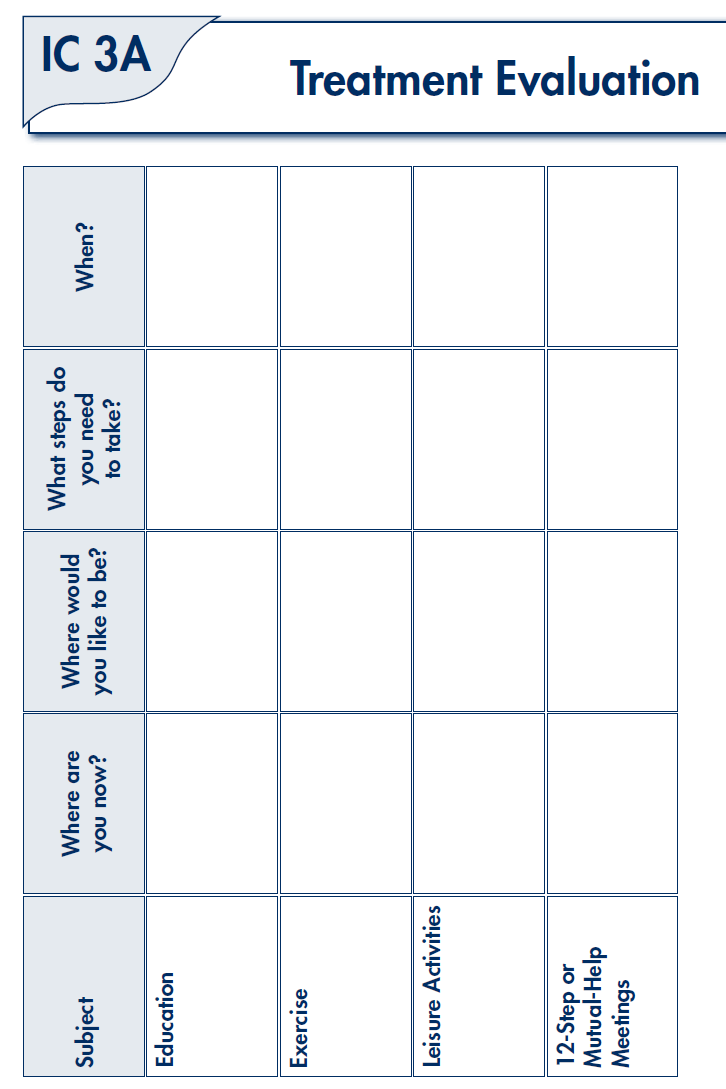 IC 3A
Treatment Evaluation
Subject
Where are
you now?
Where would
you like to be?
What steps do
you need
to take?
When?
Education
Exercise
Leisure Activities
12-Step or
Mutual-Help
Meetings